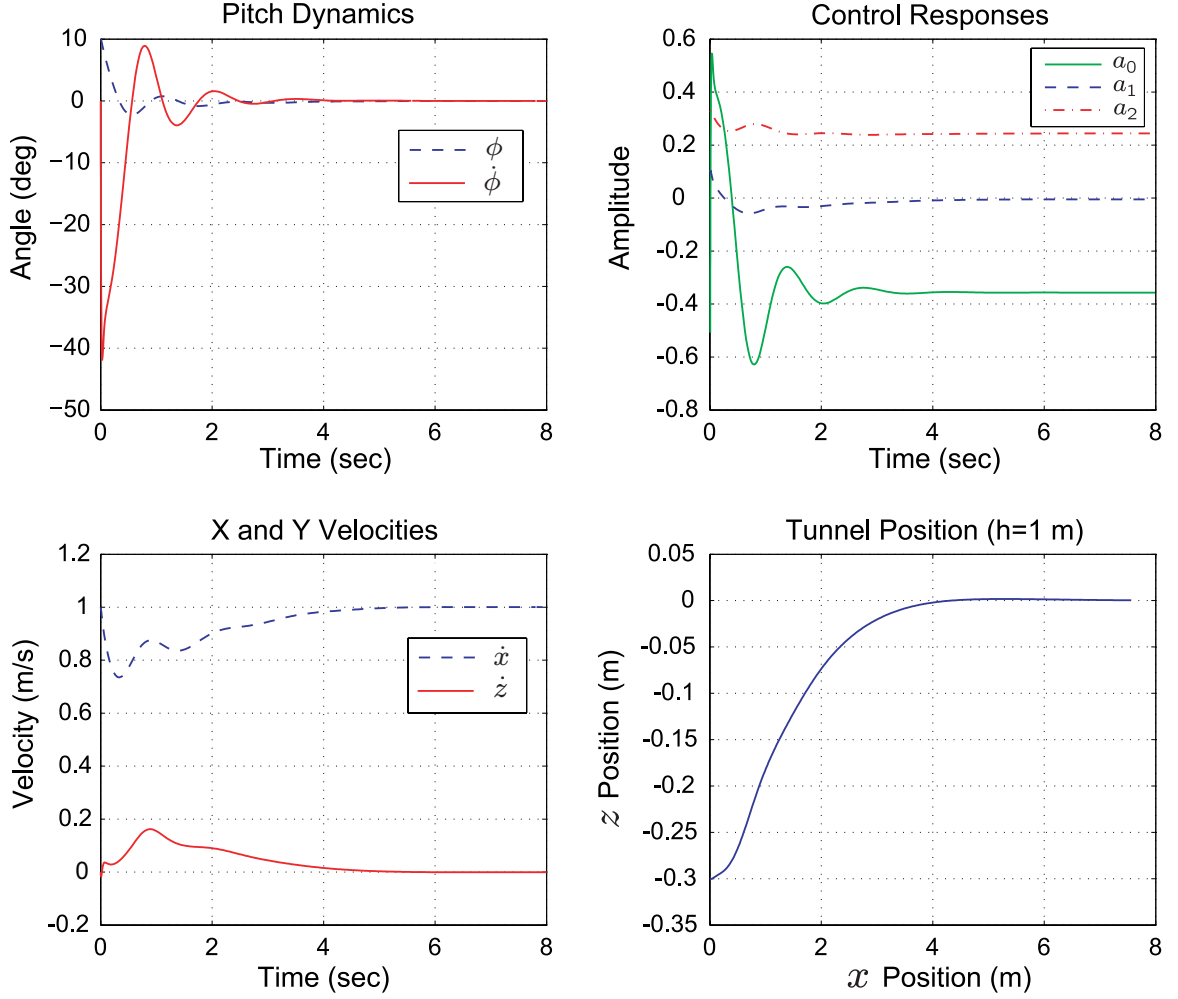 Pitch Dynamics
10
0
−10
−20
−30
−40
−50
Angle (deg)
ϕ
ϕ̇
0 2 4 6 8
Time (sec)
Control Responses
0.6
0.4
0.2
0
-0.2
-0.4
-0.6
-0.8
Amplitude
a₀
a₁
a₂
0 2 4 6 8
Time (sec)
X and Y Velocities
1.2
1
0.8
0.6
0.4
0.2
0
-0.2
Velocity (m/s)
ẋ
ż
0 2 4 6 8
Time (sec)
Tunnel Position (h=1 m)
0.05
0
-0.05
-0.1
-0.15
-0.2
-0.25
-0.3
-0.35
z Position (m)
0 2 4 6 8
x Position (m)